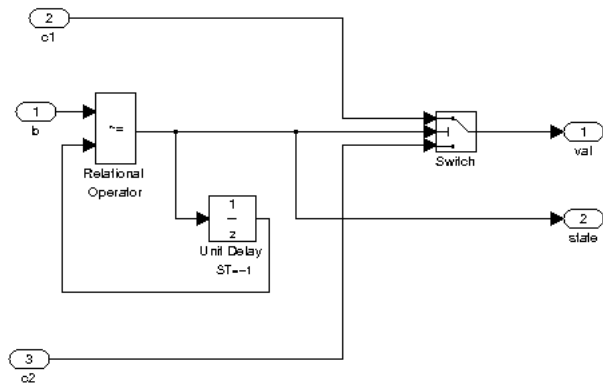 2
c1
1
b
~=
Relational
Operator
1
z
Unit Delay
ST=-1
Switch
1
val
2
state
3
c2